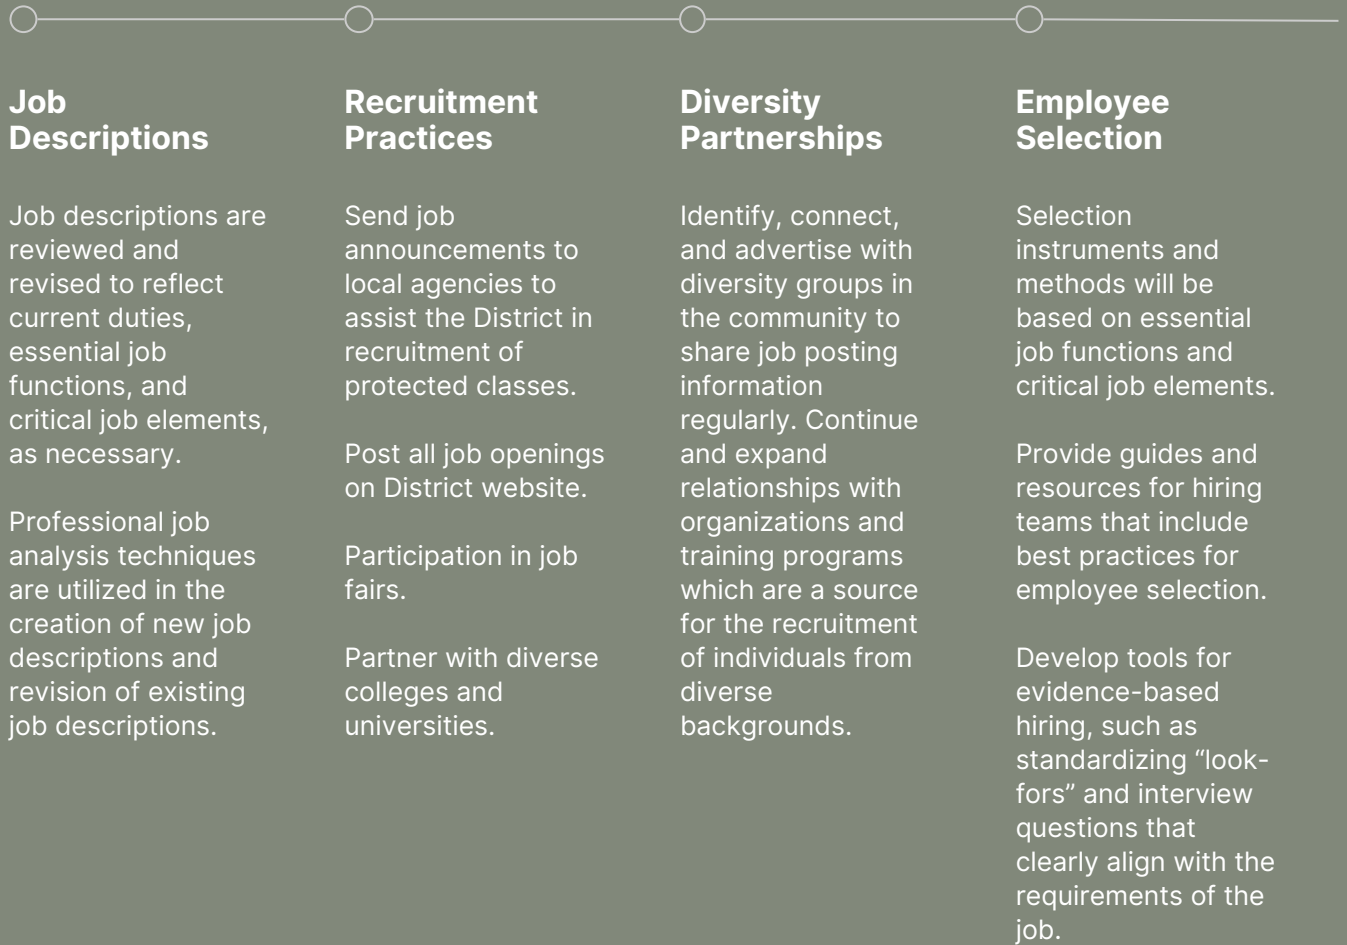 Job
Descriptions
Job descriptions are
reviewed and
revised to reflect
current duties,
essential job
functions, and
critical job elements,
as necessary.
Professional job
analysis techniques
are utilized in the
creation of new job
descriptions and
revision of existing
job descriptions.
Recruitment
Practices
Send job
announcements to
local agencies to
assist the District in
recruitment of
protected classes.
Post all job openings
on District website.
Participation in job
fairs.
Partner with diverse
colleges and
universities.
Diversity
Partnerships
Identify, connect,
and advertise with
diversity groups in
the community to
share job posting
information
regularly. Continue
and expand
relationships with
organizations and
training programs
which are a source
for the recruitment
of individuals from
diverse
backgrounds.
Employee
Selection
Selection
instruments and
methods will be
based on essential
job functions and
critical job elements.
Provide guides and
resources for hiring
teams that include
best practices for
employee selection.
Develop tools for
evidence-based
hiring, such as
standardizing “look-
fors” and interview
questions that
clearly align with the
requirements of the
job.